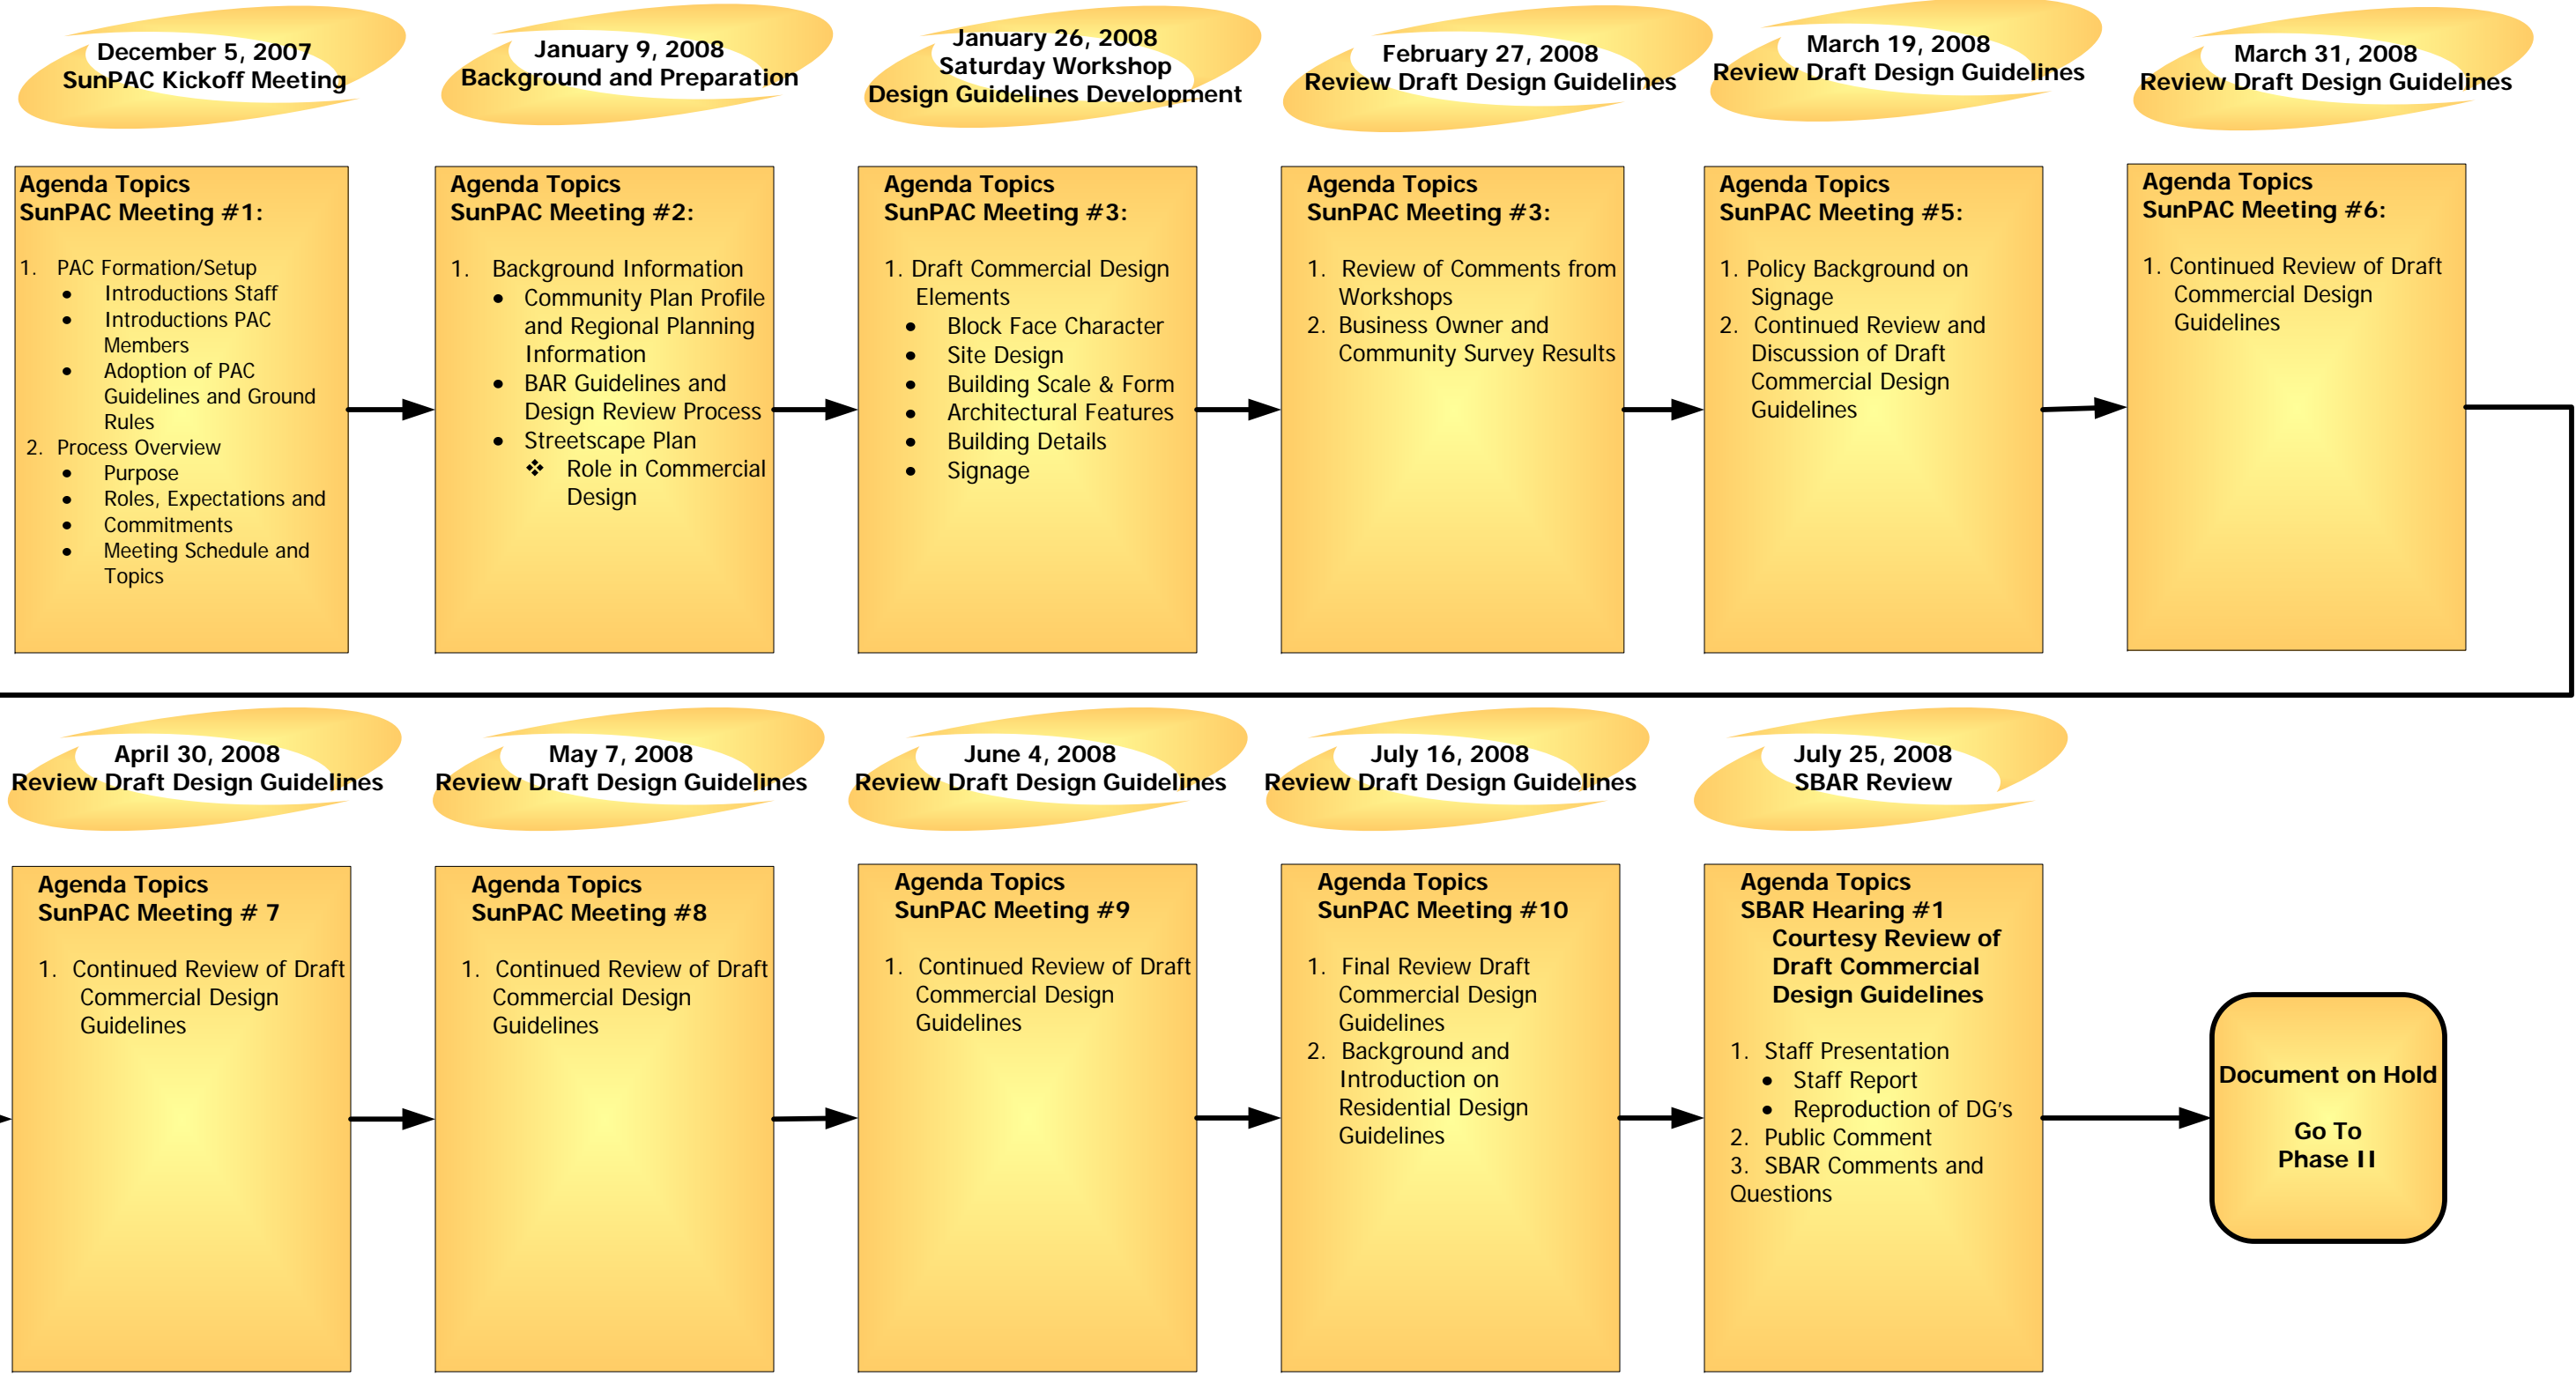 December 5, 2007
SunPAC Kickoff Meeting
January 9, 2008
Background and Preparation
January 26, 2008
Saturday Workshop
Design Guidelines Development
February 27, 2008
Review Draft Design Guidelines
March 19, 2008
Review Draft Design Guidelines
March 31, 2008
Review Draft Design Guidelines
Agenda Topics
SunPAC Meeting #1:
1. PAC Formation/Setup
• Introductions Staff
• Introductions PAC
Members
• Adoption of PAC
Guidelines and Ground
Rules
2. Process Overview
• Purpose
• Roles, Expectations and
• Commitments
• Meeting Schedule and
Topics
Agenda Topics
SunPAC Meeting #2:
1. Background Information
• Community Plan Profile
and Regional Planning
Information
• BAR Guidelines and
Design Review Process
• Streetscape Plan
❖ Role in Commercial
Design
Agenda Topics
SunPAC Meeting #3:
1. Draft Commercial Design
Elements
• Block Face Character
• Site Design
• Building Scale & Form
• Architectural Features
• Building Details
• Signage
Agenda Topics
SunPAC Meeting #3:
1. Review of Comments from
Workshops
2. Business Owner and
Community Survey Results
Agenda Topics
SunPAC Meeting #5:
1. Policy Background on
Signage
2. Continued Review and
Discussion of Draft
Commercial Design
Guidelines
Agenda Topics
SunPAC Meeting #6:
1. Continued Review of Draft
Commercial Design
Guidelines
April 30, 2008
Review Draft Design Guidelines
May 7, 2008
Review Draft Design Guidelines
June 4, 2008
Review Draft Design Guidelines
July 16, 2008
Review Draft Design Guidelines
July 25, 2008
SBAR Review
Agenda Topics
SunPAC Meeting # 7
1. Continued Review of Draft
Commercial Design
Guidelines
Agenda Topics
SunPAC Meeting #8
1. Continued Review of Draft
Commercial Design
Guidelines
Agenda Topics
SunPAC Meeting #9
1. Continued Review of Draft
Commercial Design
Guidelines
Agenda Topics
SunPAC Meeting #10
1. Final Review Draft
Commercial Design
Guidelines
2. Background and
Introduction on
Residential Design
Guidelines
Agenda Topics
SBAR Hearing #1
Courtesy Review of
Draft Commercial
Design Guidelines
1. Staff Presentation
• Staff Report
• Reproduction of DG's
2. Public Comment
3. SBAR Comments and
Questions
Document on Hold
Go To
Phase II